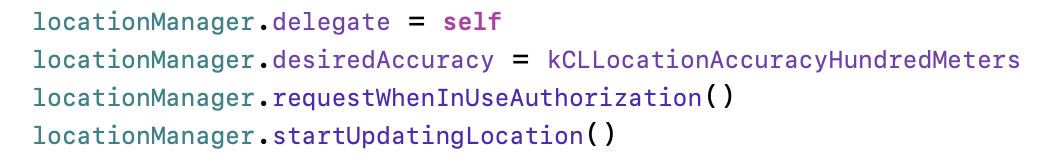 locationManager.delegate = self
locationManager.desiredAccuracy = kCLLocationAccuracyHundredMeters
locationManager.requestWhenInUseAuthorization()
locationManager.startUpdatingLocation()